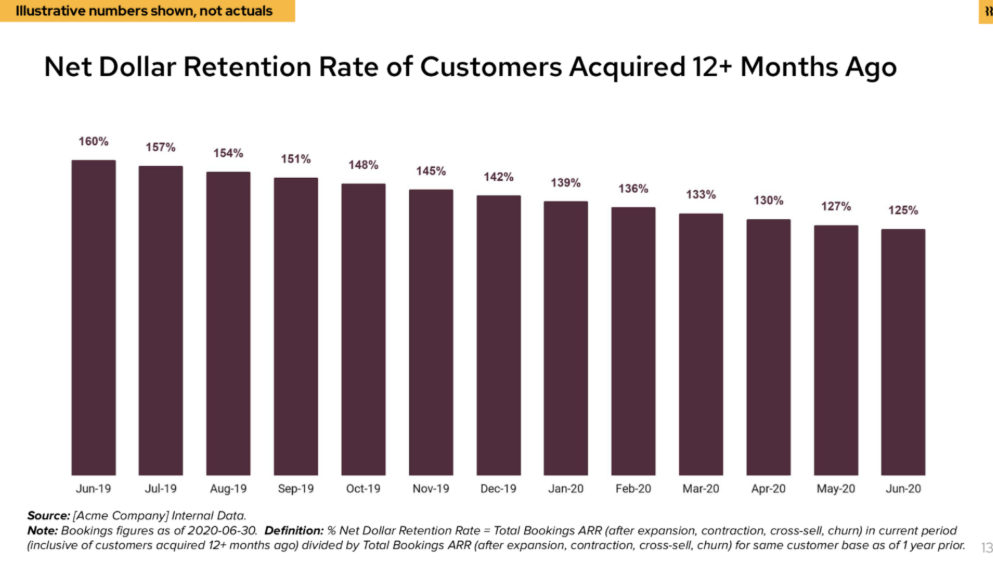 Illustrative numbers shown, not actuals
Net Dollar Retention Rate of Customers Acquired 12+ Months Ago
160%
157%
154%
151%
148%
145%
142%
139%
136%
133%
130%
127%
125%
Jun-19
Jul-19
Aug-19
Sep-19
Oct-19
Nov-19
Dec-19
Jan-20
Feb-20
Mar-20
Apr-20
May-20
Jun-20
Source: [Acme Company] Internal Data.
Note: Bookings figures as of 2020-06-30. Definition: % Net Dollar Retention Rate = Total Bookings ARR (after expansion, contraction, cross-sell, churn) in current period
(inclusive of customers acquired 12+ months ago) divided by Total Bookings ARR (after expansion, contraction, cross-sell, churn) for same customer base as of 1 year prior.
13